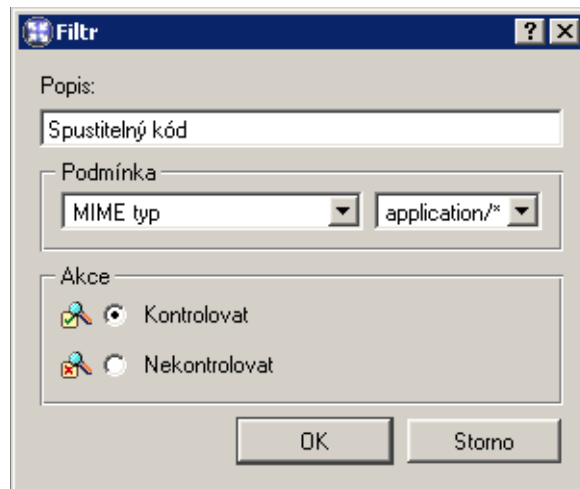 Filtr
Popis:
Spustitelný kód
Podmínka
MIME typ application/*
Akce
Kontrolovat
Nekontrolovat
OK Storno